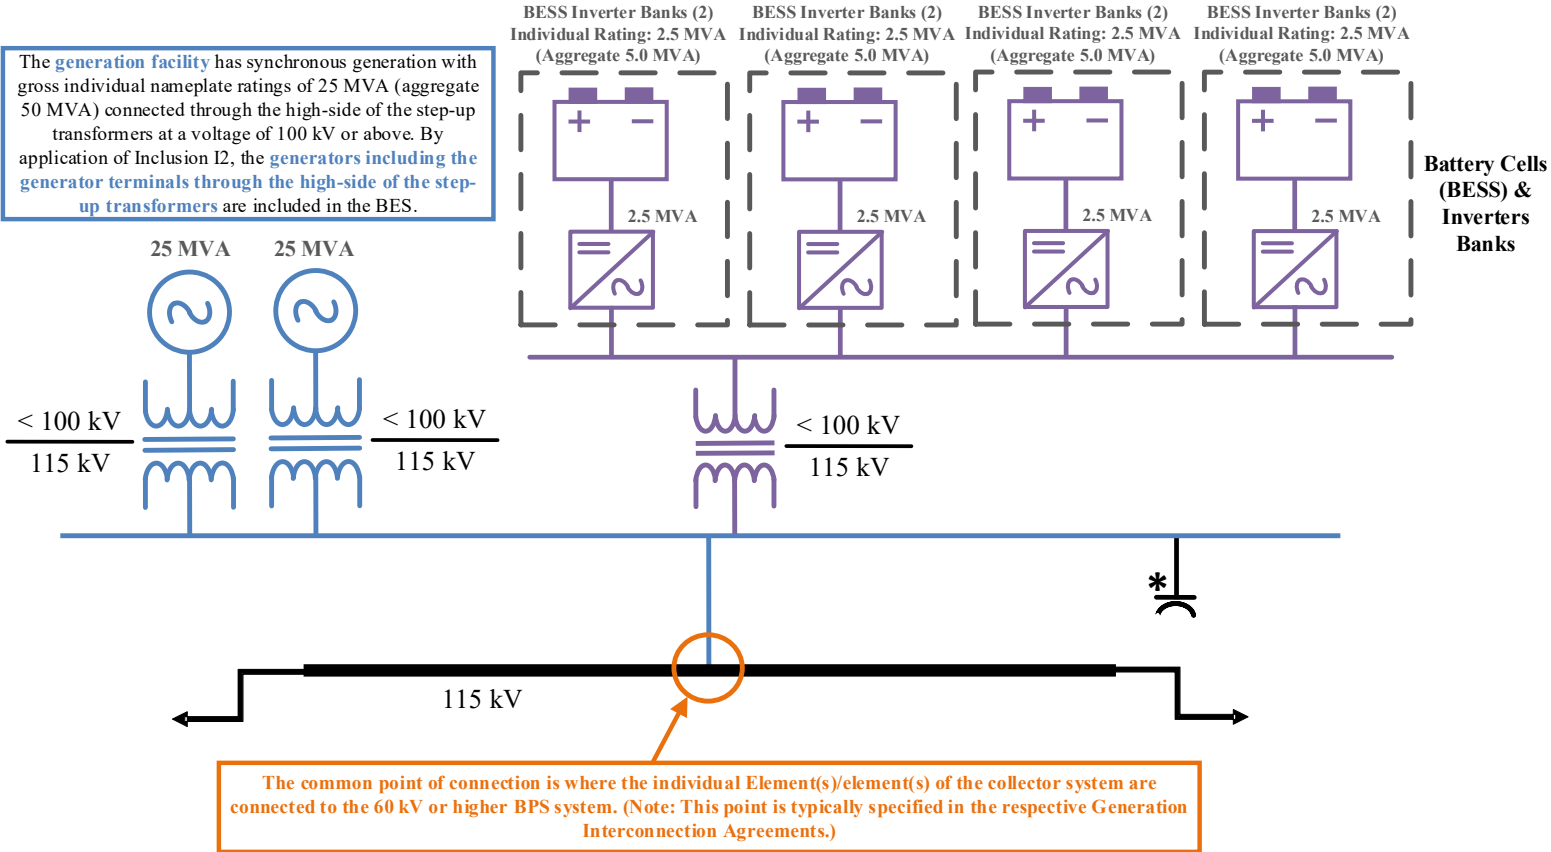 BESS Inverter Banks (2)
Individual Rating: 2.5 MVA
(Aggregate 5.0 MVA)
BESS Inverter Banks (2)
Individual Rating: 2.5 MVA
(Aggregate 5.0 MVA)
BESS Inverter Banks (2)
Individual Rating: 2.5 MVA
(Aggregate 5.0 MVA)
BESS Inverter Banks (2)
Individual Rating: 2.5 MVA
(Aggregate 5.0 MVA)
The generation facility has synchronous generation with
gross individual nameplate ratings of 25 MVA (aggregate
50 MVA) connected through the high-side of the step-up
transformers at a voltage of 100 kV or above. By
application of Inclusion I2, the generators including the
generator terminals through the high-side of the step-
up transformers are included in the BES.
+ −
+ −
+ −
+ −
Battery Cells
(BESS) &
Inverters
Banks
2.5 MVA
2.5 MVA
2.5 MVA
2.5 MVA
25 MVA
25 MVA
< 100 kV
115 kV
< 100 kV
115 kV
< 100 kV
115 kV
*
115 kV
The common point of connection is where the individual Element(s)/element(s) of the collector system are
connected to the 60 kV or higher BPS system. (Note: This point is typically specified in the respective Generation
Interconnection Agreements.)